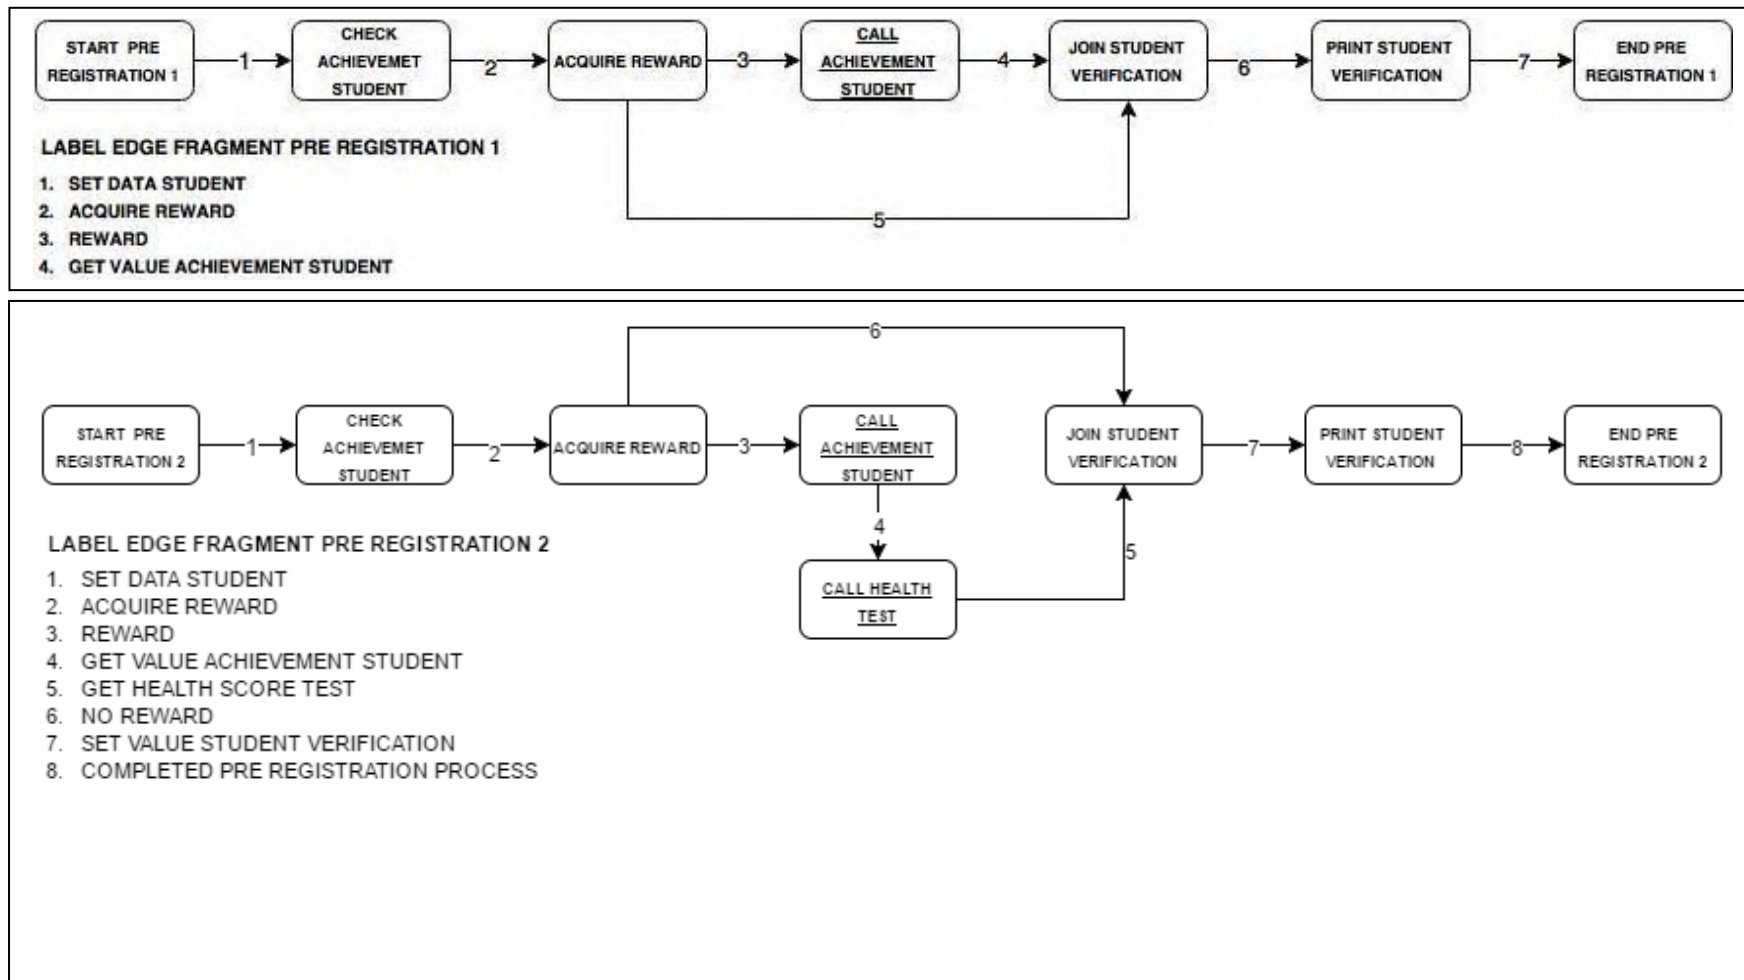 START PRE
REGISTRATION 1
1
CHECK
ACHIEVEMET
STUDENT
2
ACQUIRE REWARD
3
CALL
ACHIEVEMENT
STUDENT
4
JOIN STUDENT
VERIFICATION
6
PRINT STUDENT
VERIFICATION
7
END PRE
REGISTRATION 1
5
LABEL EDGE FRAGMENT PRE REGISTRATION 1
1. SET DATA STUDENT
2. ACQUIRE REWARD
3. REWARD
4. GET VALUE ACHIEVEMENT STUDENT
6
START PRE
REGISTRATION 2
1
CHECK
ACHIEVEMET
STUDENT
2
ACQUIRE REWARD
3
CALL
ACHIEVEMENT
STUDENT
JOIN STUDENT
VERIFICATION
7
PRINT STUDENT
VERIFICATION
8
END PRE
REGISTRATION 2
4
5
CALL HEALTH
TEST
LABEL EDGE FRAGMENT PRE REGISTRATION 2
1. SET DATA STUDENT
2. ACQUIRE REWARD
3. REWARD
4. GET VALUE ACHIEVEMENT STUDENT
5. GET HEALTH SCORE TEST
6. NO REWARD
7. SET VALUE STUDENT VERIFICATION
8. COMPLETED PRE REGISTRATION PROCESS